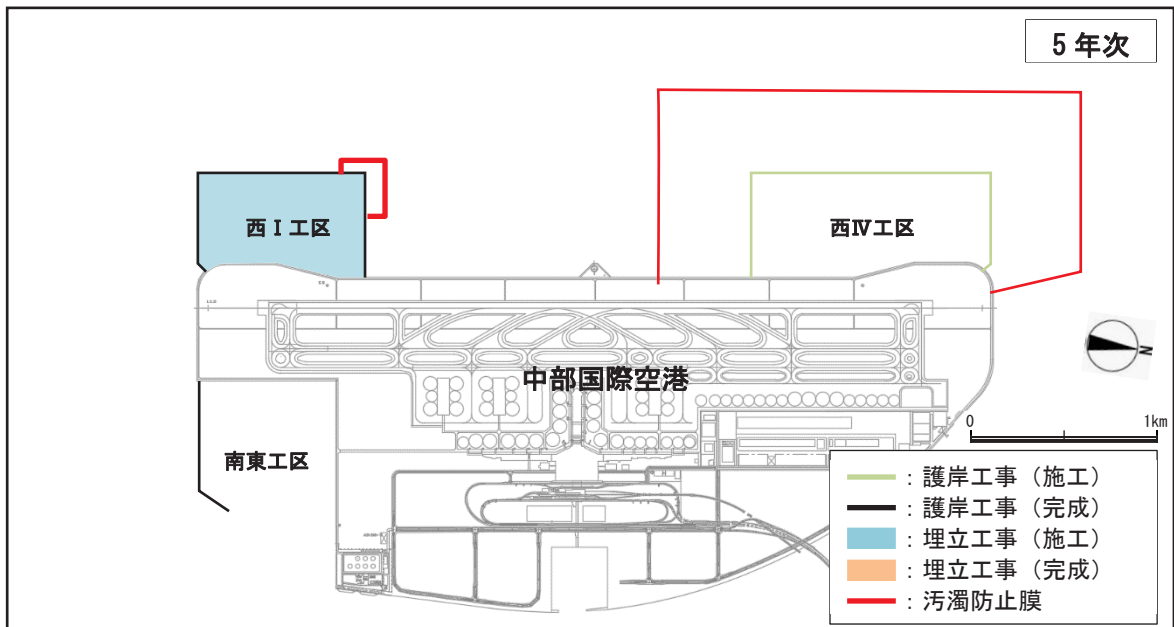 5年次
西Ⅰ工区
西Ⅳ工区
中部国際空港
N
0 1km
南東工区
：護岸工事（施工）
：護岸工事（完成）
：埋立工事（施工）
：埋立工事（完成）
：汚濁防止膜